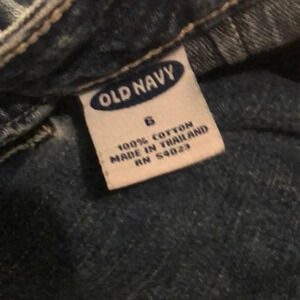 OLD NAVY
6
100% COTTON
MADE IN THAILAND
RN 54023